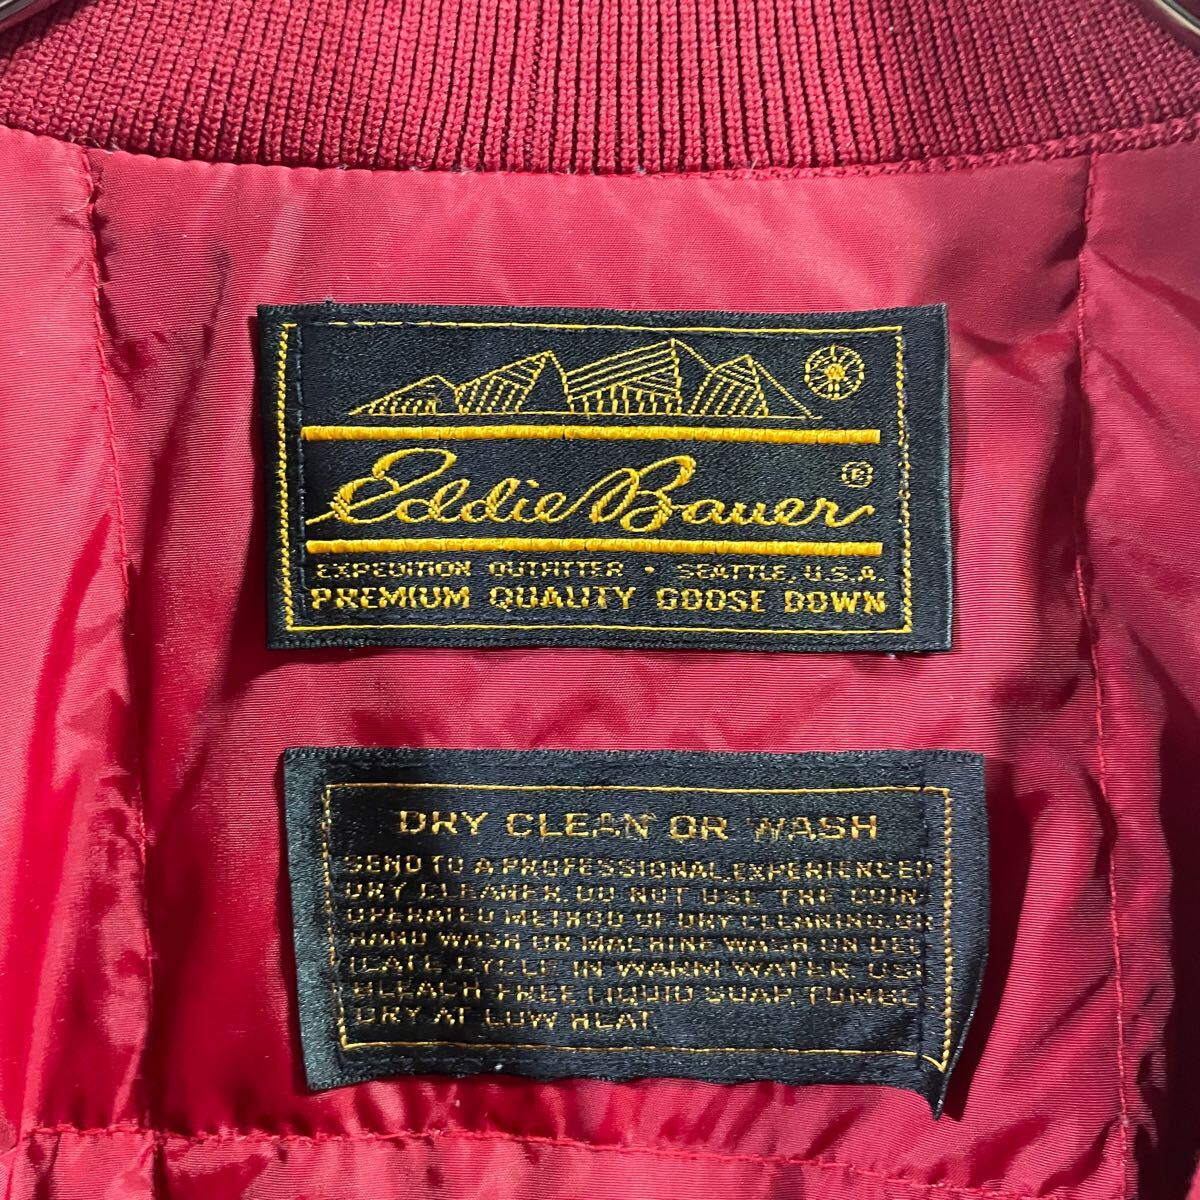 Eddie Bauer ®
EXPEDITION OUTFITTER • SEATTLE, U.S.A.
PREMIUM QUALITY GOOSE DOWN
DRY CLEAN OR WASH
SEND TO A PROFESSIONAL, EXPERIENCED
DRY CLEANER. DO NOT USE THE COIN
OPERATED METHOD OF DRY CLEANING. OR
HAND WASH OR MACHINE WASH ON DEL
ICATE CYCLE IN WARM WATER. USE
BLEACH-FREE LIQUID SOAP. TUMBLE
DRY AT LOW HEAT.